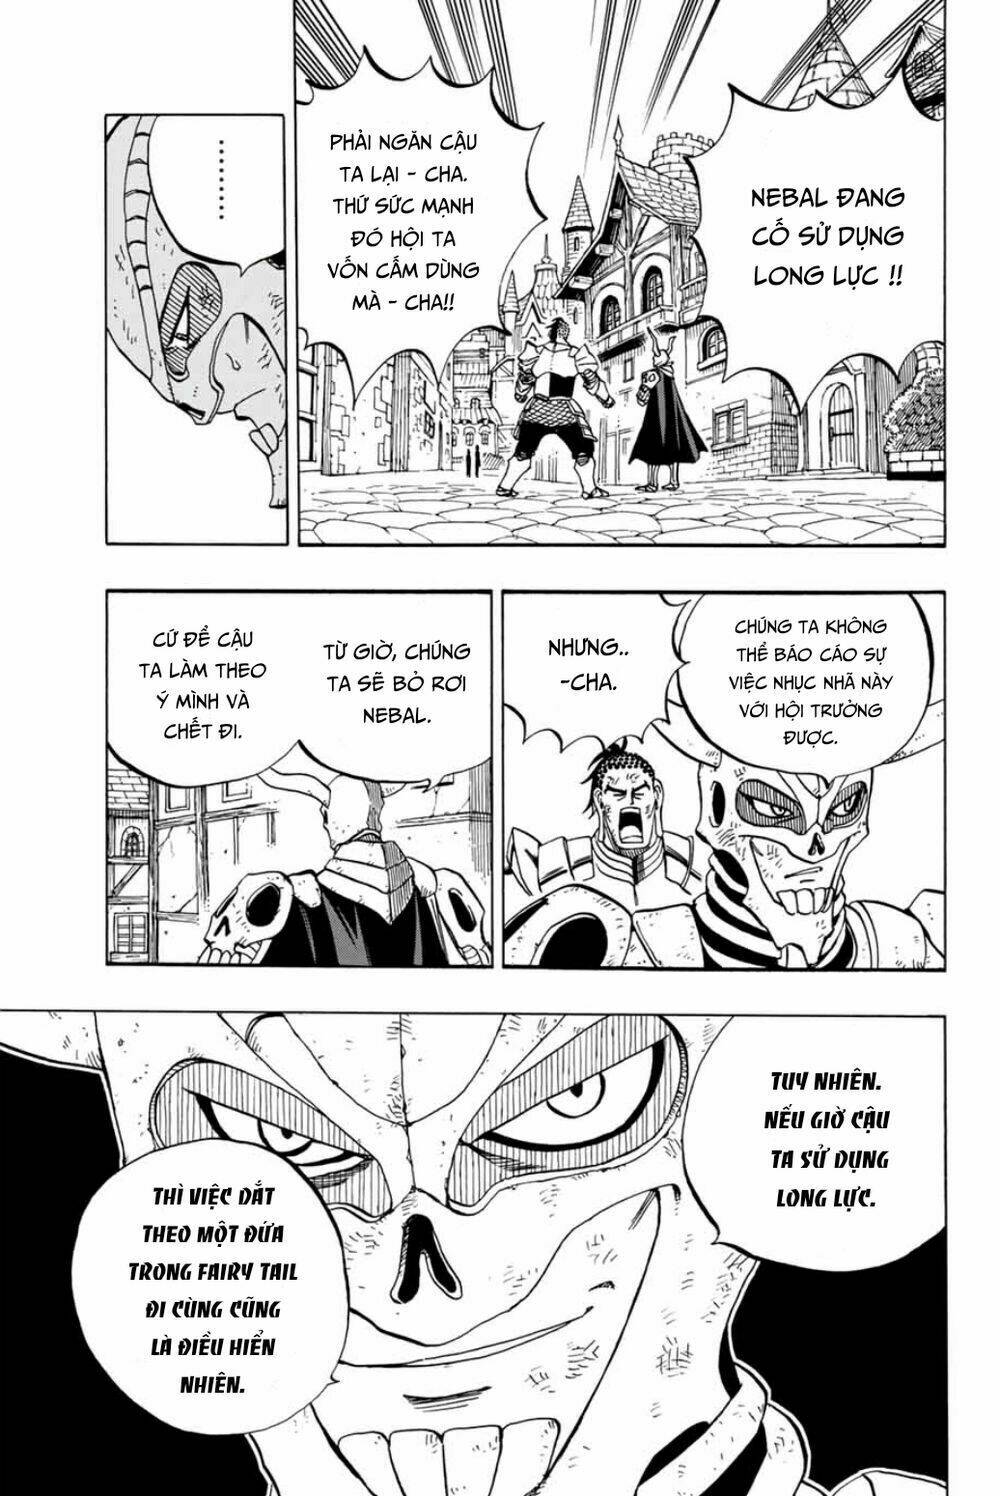 NEBAL ĐANG
CỐ SỬ DỤNG
LONG LỰC !!
PHẢI NGĂN CẬU
TA LẠI - CHA.
THỨ SỨC MẠNH
ĐÓ HỘI TA
VỐN CẤM DÙNG
MÀ - CHA!!
.........
CHÚNG TA KHÔNG
THỂ BÁO CÁO SỰ
VIỆC NHỤC NHÃ NÀY
VỚI HỘI TRƯỞNG
ĐƯỢC.
NHƯNG..
-CHA.
TỪ GIỜ, CHÚNG
TA SẼ BỎ RƠI
NEBAL.
CỨ ĐỂ CẬU
TA LÀM THEO
Ý MÌNH VÀ
CHẾT ĐI.
TUY NHIÊN.
NẾU GIỜ CẬU
TA SỬ DỤNG
LONG LỰC.
THÌ VIỆC DẮT
THEO MỘT ĐỨA
TRONG FAIRY TAIL
ĐI CÙNG CŨNG
LÀ ĐIỀU HIỂN
NHIÊN.